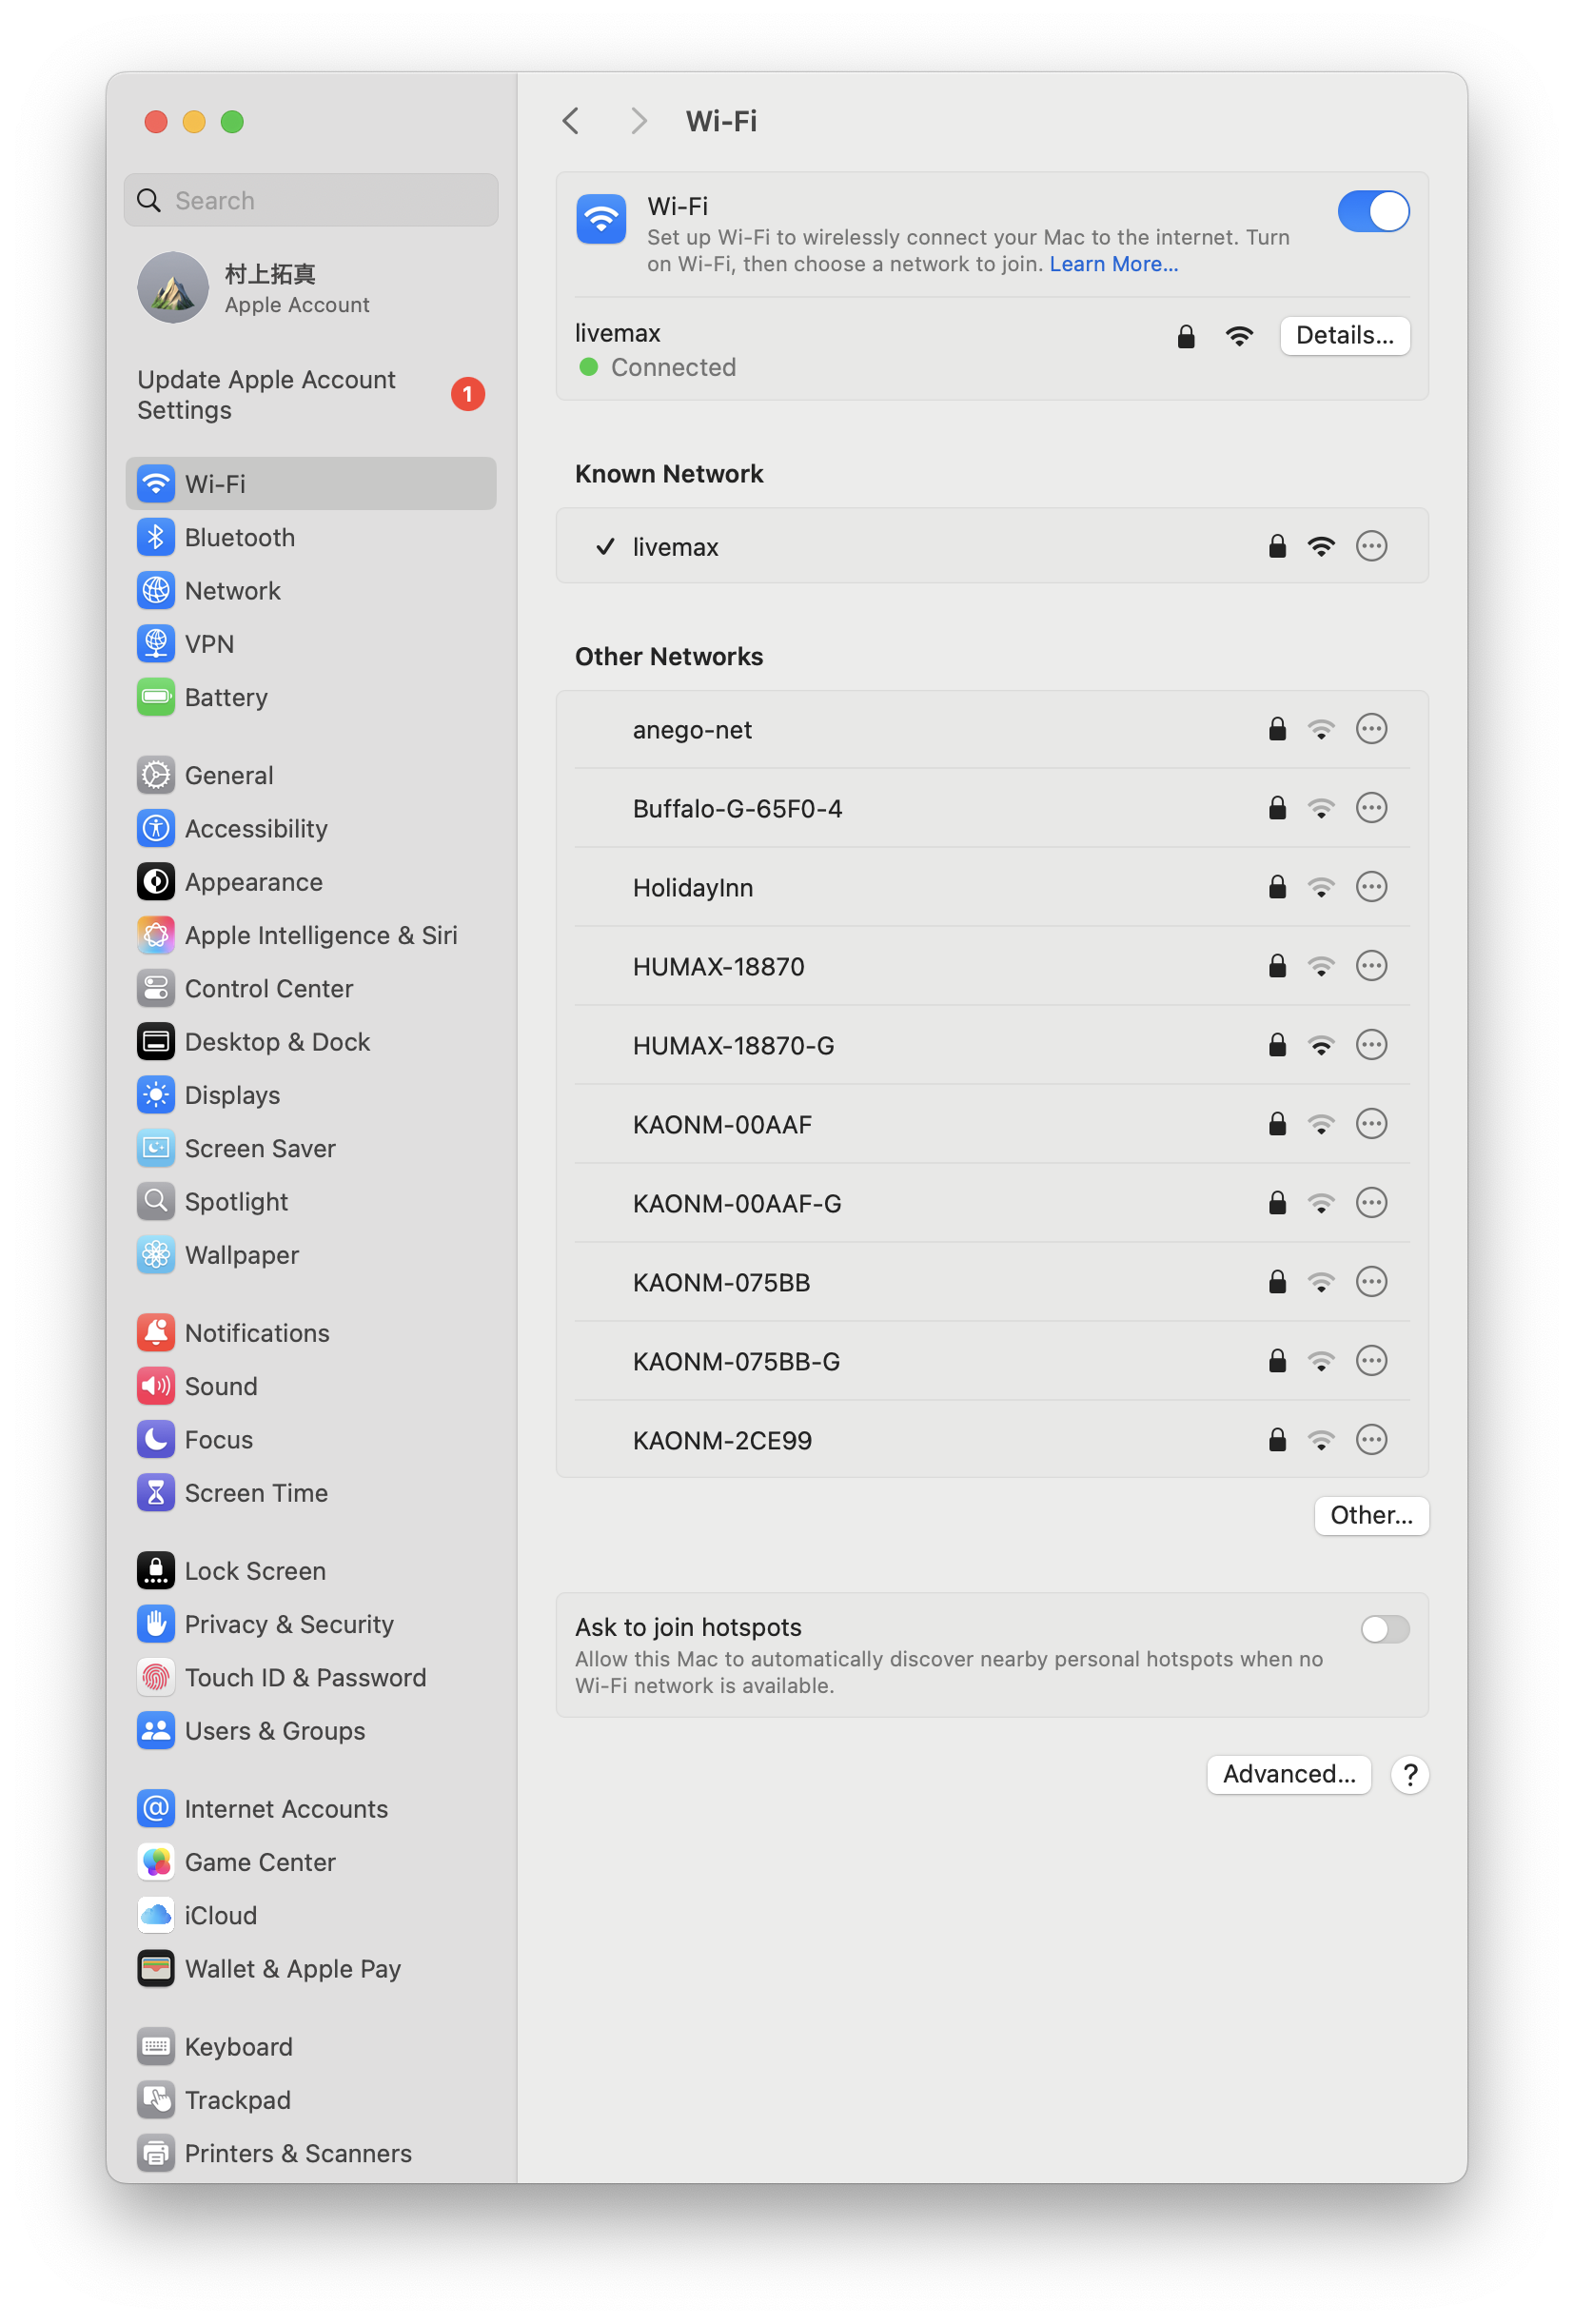 Search
村上拓真
Apple Account
Update Apple Account
Settings
1
Wi-Fi
Bluetooth
Network
VPN
Battery
General
Accessibility
Appearance
Apple Intelligence & Siri
Control Center
Desktop & Dock
Displays
Screen Saver
Spotlight
Wallpaper
Notifications
Sound
Focus
Screen Time
Lock Screen
Privacy & Security
Touch ID & Password
Users & Groups
Internet Accounts
Game Center
iCloud
Wallet & Apple Pay
Keyboard
Trackpad
Printers & Scanners
Wi-Fi
Wi-Fi
Set up Wi-Fi to wirelessly connect your Mac to the internet. Turn
on Wi-Fi, then choose a network to join. Learn More...
livemax
Details...
Connected
Known Network
livemax
Other Networks
anego-net
Buffalo-G-65F0-4
HolidayInn
HUMAX-18870
HUMAX-18870-G
KAONM-00AAF
KAONM-00AAF-G
KAONM-075BB
KAONM-075BB-G
KAONM-2CE99
Other...
Ask to join hotspots
Allow this Mac to automatically discover nearby personal hotspots when no
Wi-Fi network is available.
Advanced...
?